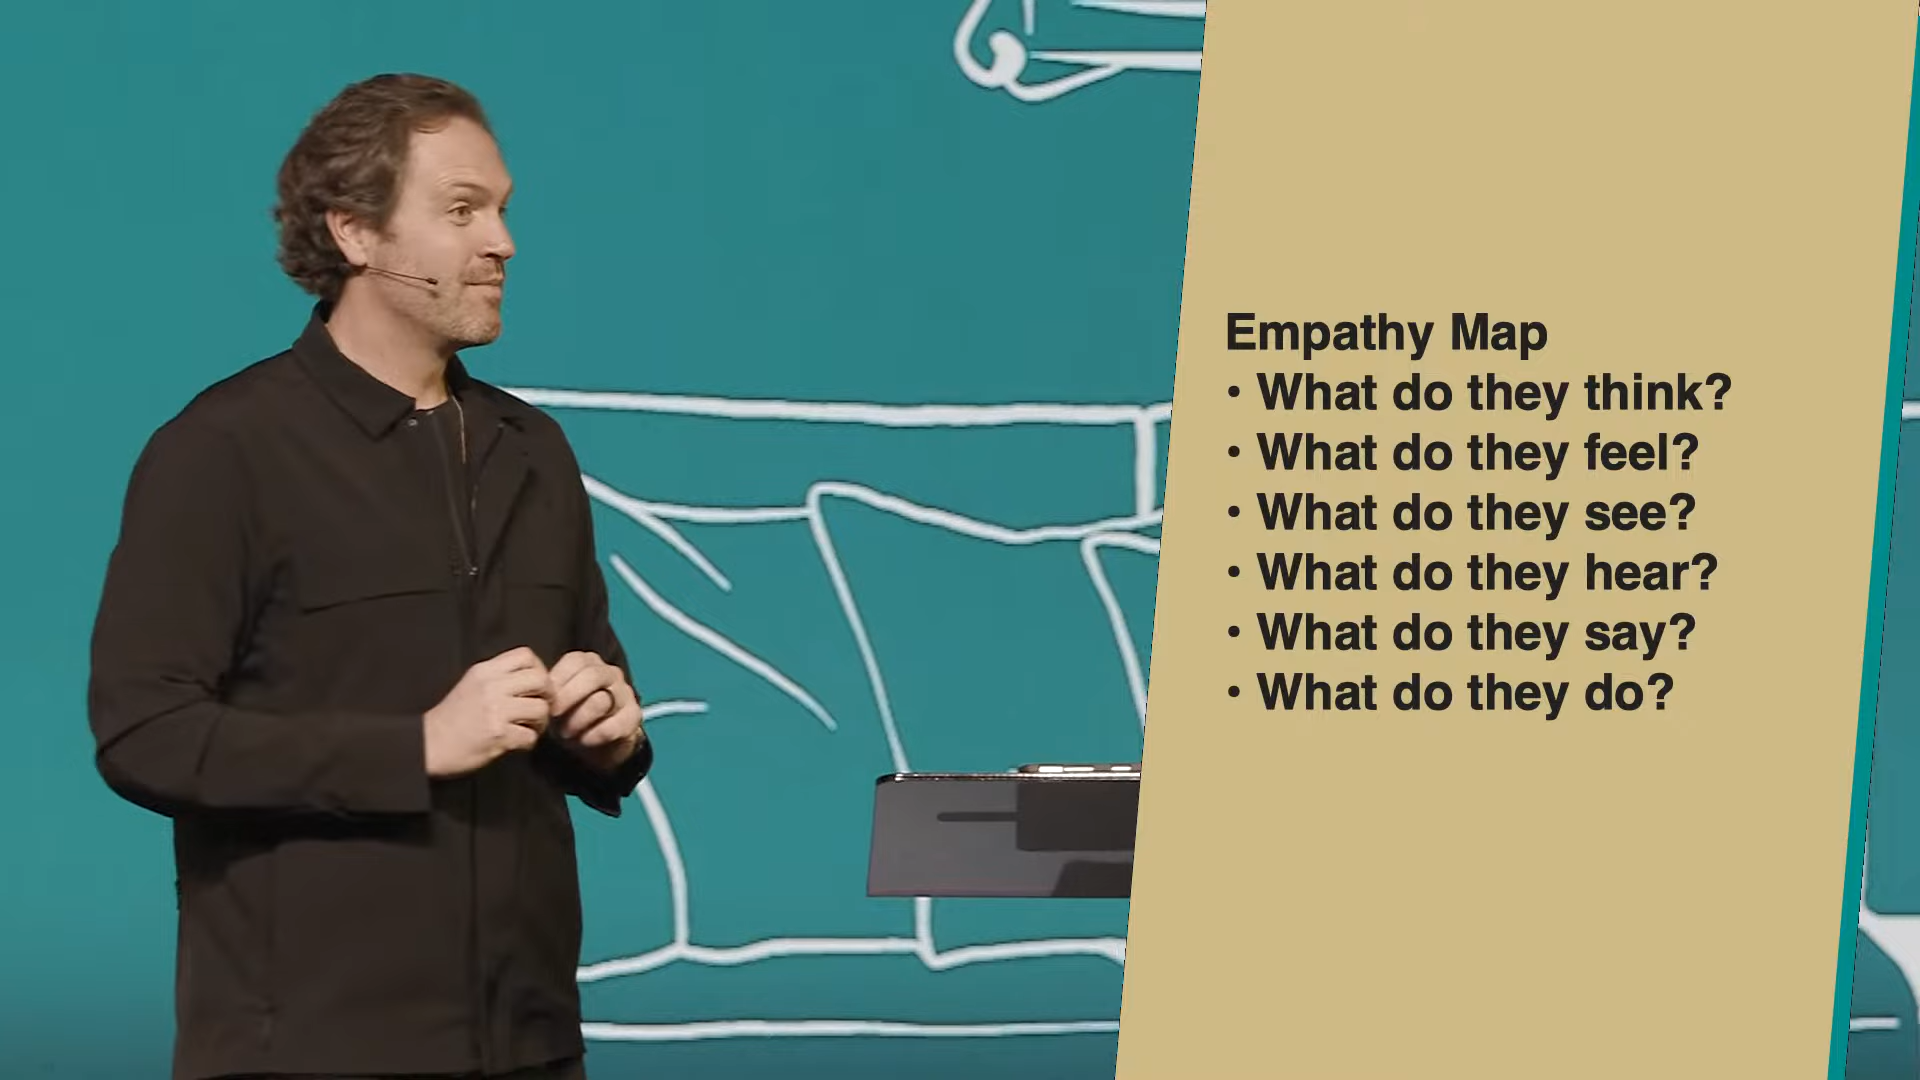 Empathy Map
• What do they think?
• What do they feel?
• What do they see?
• What do they hear?
• What do they say?
• What do they do?